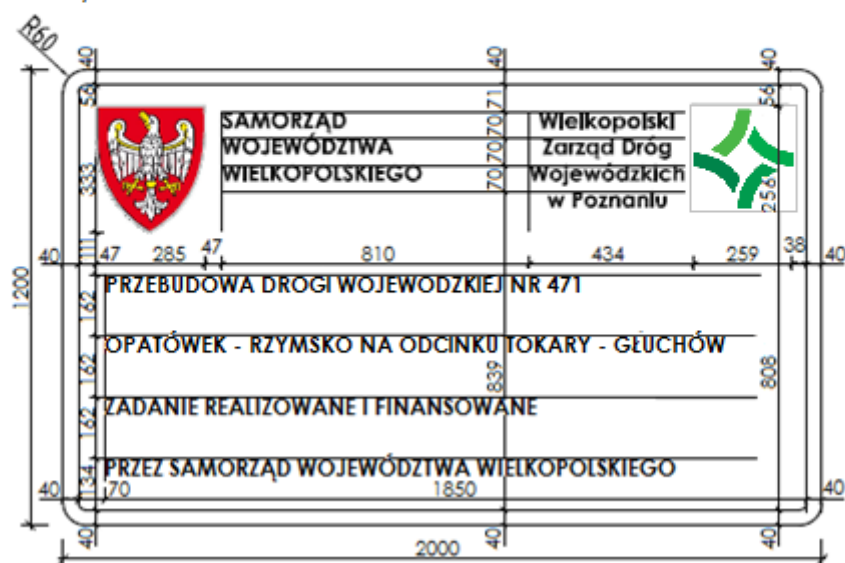 R60
40 40 40
56 71 56
SAMORZĄD
WOJEWÓDZTWA
WIELKOPOLSKIEGO
Wielkopolski
Zarząd Dróg
Wojewódzkich
w Poznaniu
70 70 70
333 256
111
40 47 285 47 810 434 259 38 40
1200
PRZEBUDOWA DROGI WOJEWODZKIEJ NR 471
162
OPATÓWEK - RZYMSKO NA ODCINKU TOKARY - GŁUCHÓW
162 839 808
ZADANIE REALIZOWANE I FINANSOWANE
162
PRZEZ SAMORZĄD WOJEWÓDZTWA WIELKOPOLSKIEGO
134
40 70 1850 40
40 40 40
2000